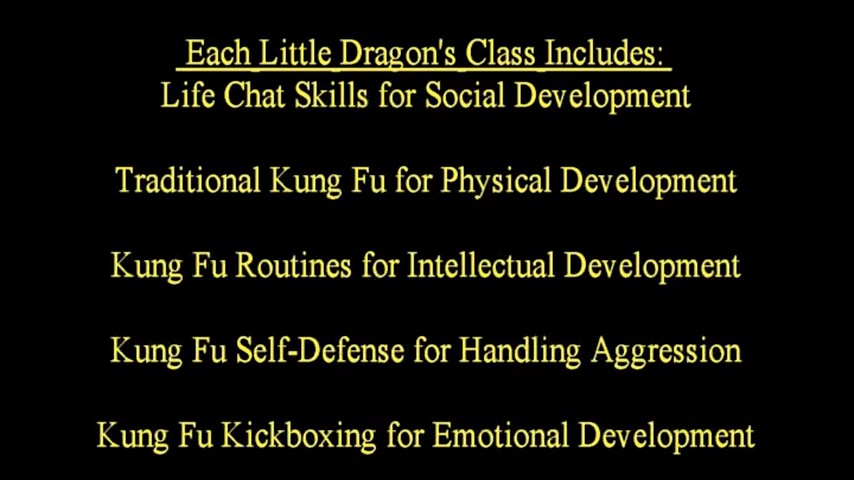 Each Little Dragon's Class Includes:
Life Chat Skills for Social Development
Traditional Kung Fu for Physical Development
Kung Fu Routines for Intellectual Development
Kung Fu Self-Defense for Handling Aggression
Kung Fu Kickboxing for Emotional Development